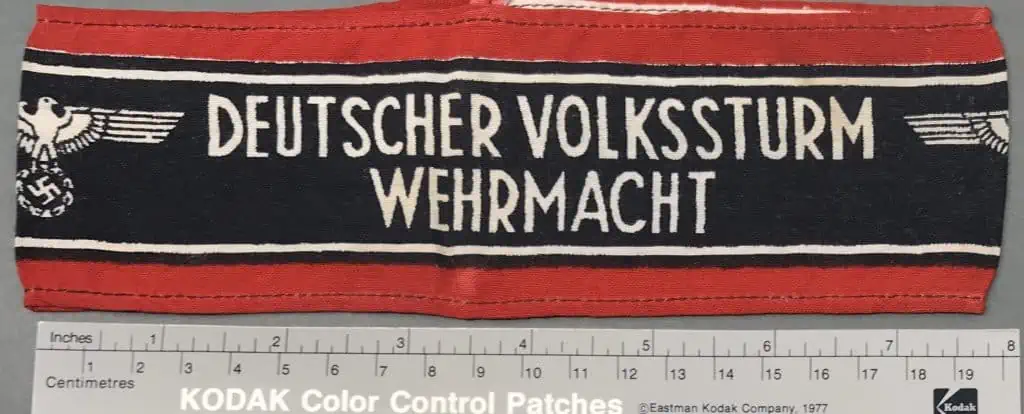 DEUTSCHER VOLKSSTURM
WEHRMACHT
Inches 1 2 3 4 5 6 7 8
1 2 3 4 5 6 7 8 9 10 11 12 13 14 15 16 17 18 19
Centimetres
KODAK Color Control Patches ©Eastman Kodak Company, 1977 Kodak